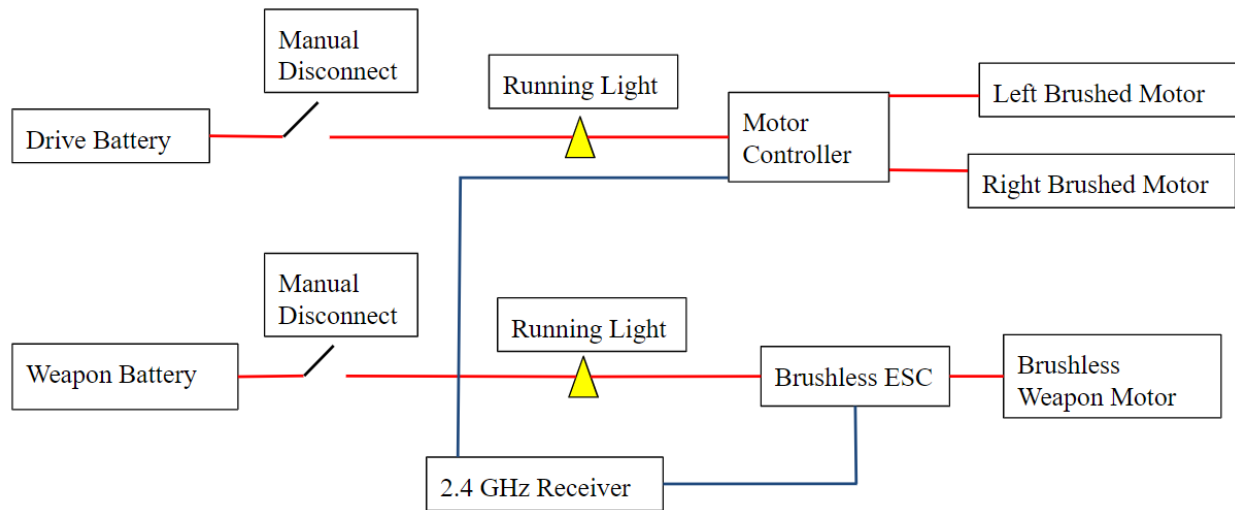 Manual
Disconnect
Running Light
Left Brushed Motor
Drive Battery
Motor
Controller
Right Brushed Motor
Manual
Disconnect
Running Light
Weapon Battery
Brushless ESC
Brushless
Weapon Motor
2.4 GHz Receiver